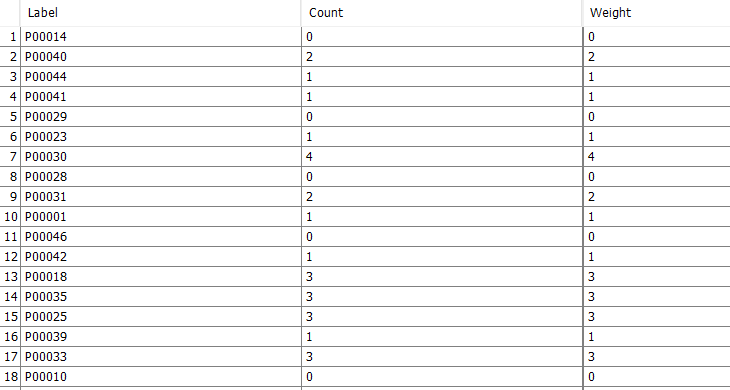 Label Count Weight
1 P00014 0 0
2 P00040 2 2
3 P00044 1 1
4 P00041 1 1
5 P00029 0 0
6 P00023 1 1
7 P00030 4 4
8 P00028 0 0
9 P00031 2 2
10 P00001 1 1
11 P00046 0 0
12 P00042 1 1
13 P00018 3 3
14 P00035 3 3
15 P00025 3 3
16 P00039 1 1
17 P00033 3 3
18 P00010 0 0